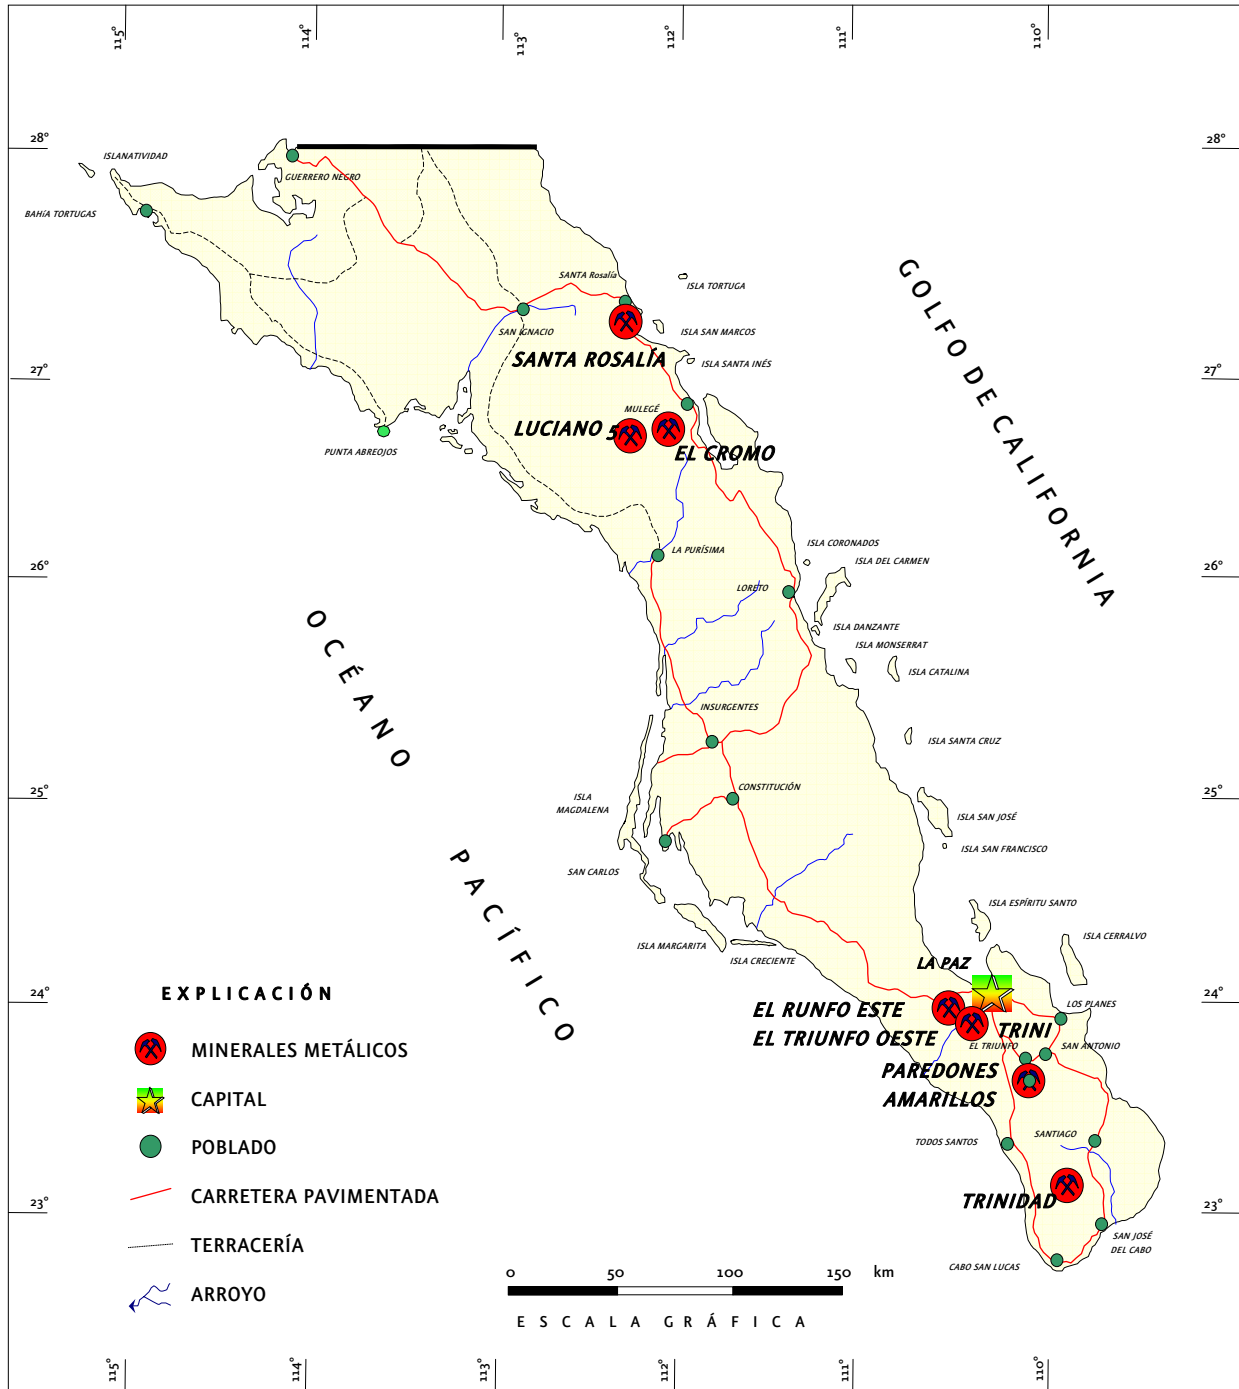 115°
114°
113°
112°
111°
110°
28°
28°
ISLANATIVIDAD
GUERRERO NEGRO
BAHíA TORTUGAS
SANTA Rosalía
ISLA TORTUGA
SAN IGNACIO
ISLA SAN MARCOS
SANTA ROSALÍA
ISLA SANTA INÉS
GOLFO DE CALIFORNIA
27°
27°
MULEGÉ
LUCIANO 5
EL CROMO
PUNTA ABREOJOS
LA PURÍSIMA
ISLA CORONADOS
ISLA DEL CARMEN
26°
26°
LORETO
ISLA DANZANTE
ISLA MONSERRAT
ISLA CATALINA
OCÉANO
INSURGENTES
ISLA SANTA CRUZ
25°
25°
CONSTITUCIÓN
ISLA
MAGDALENA
ISLA SAN JOSÉ
ISLA SAN FRANCISCO
PACÍFICO
SAN CARLOS
ISLA ESPÍRITU SANTO
ISLA MARGARITA
ISLA CRECIENTE
ISLA CERRALVO
LA PAZ
24°
24°
LOS PLANES
EL RUNFO ESTE
EL TRIUNFO OESTE
TRINI
EL TRIUNFO
SAN ANTONIO
PAREDONES
AMARILLOS
TODOS SANTOS
SANTIAGO
TRINIDAD
23°
23°
SAN JOSÉ
DEL CABO
CABO SAN LUCAS
EXPLICACIÓN
MINERALES METÁLICOS
CAPITAL
POBLADO
CARRETERA PAVIMENTADA
TERRACERÍA
ARROYO
0 50 100 150 km
ESCALA GRÁFICA
115°
114°
113°
112°
111°
110°